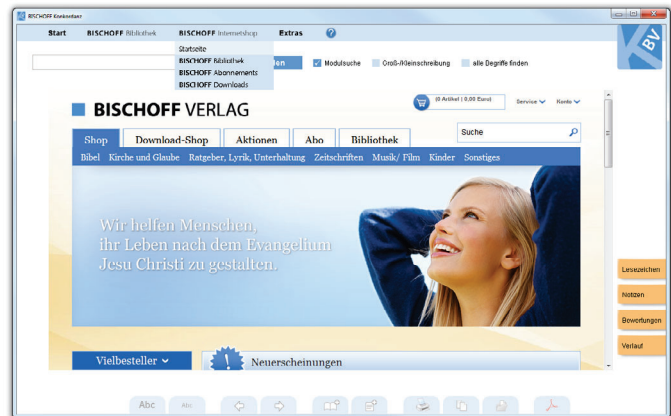 BISCHOFF Konkordanz
Start BISCHOFF Bibliothek BISCHOFF Internetshop Extras ?
Startseite
BISCHOFF Bibliothek
BISCHOFF Abonnements
BISCHOFF Downloads
Modulsuche Groß-/Kleinschreibung alle Begriffe finden
BV
K
BISCHOFF VERLAG
(0 Artikel | 0,00 Euro) Service Konto
Shop Download-Shop Aktionen Abo Bibliothek Suche
Bibel Kirche und Glaube Ratgeber, Lyrik, Unterhaltung Zeitschriften Musik/ Film Kinder Sonstiges
Wir helfen Menschen,
ihr Leben nach dem Evangelium
Jesu Christi zu gestalten.
Lesezeichen
Notizen
Bewertungen
Verlauf
Vielbesteller Neuerscheinungen
Abc Abc